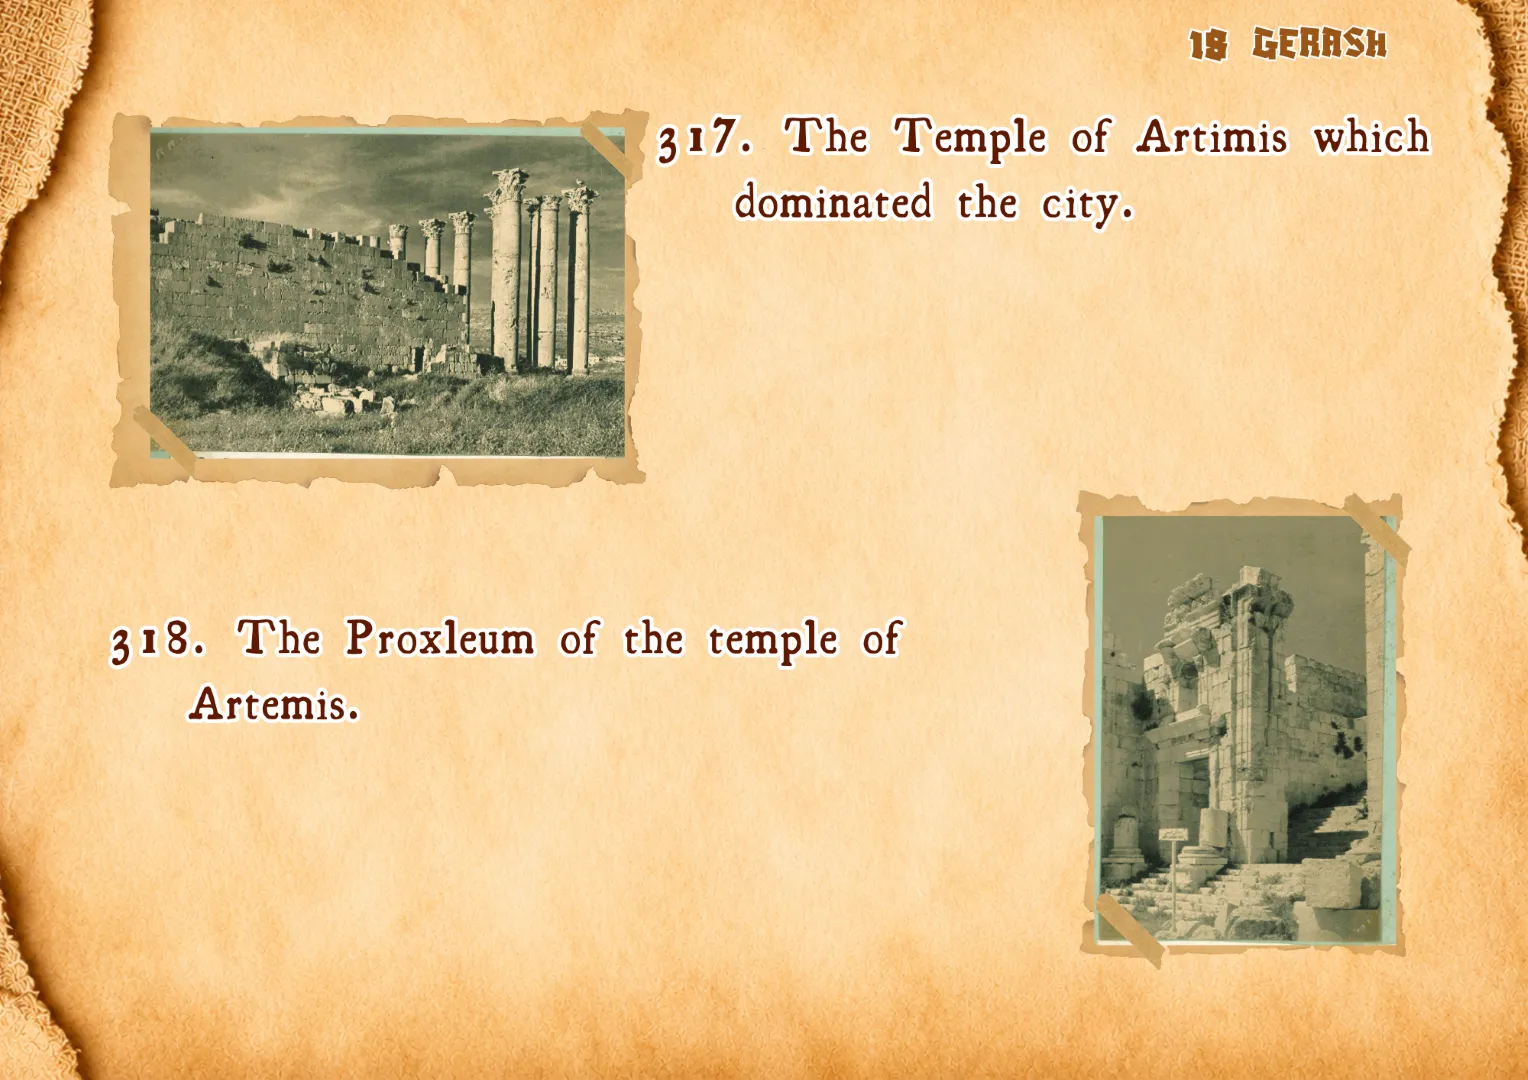 18 GERASH
317. The Temple of Artimis which
dominated the city.
318. The Proxleum of the temple of
Artemis.